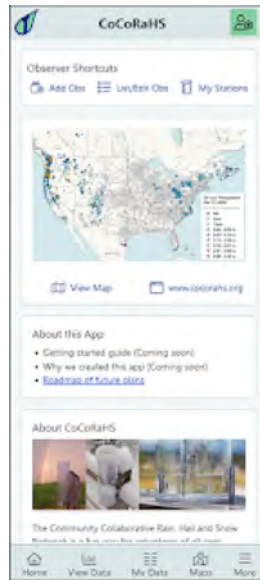 CoCoRaHS
Observer Shortcuts
Add Obs
List/Edit Obs
My Stations
View Map
www.cocorahs.org
About this App
• Getting started guide (Coming soon)
• Why we created this app (Coming soon)
• Roadmap of future plans
About CoCoRaHS
The Community Collaborative Rain, Hail and Snow
Home
View Data
My Data
Maps
More